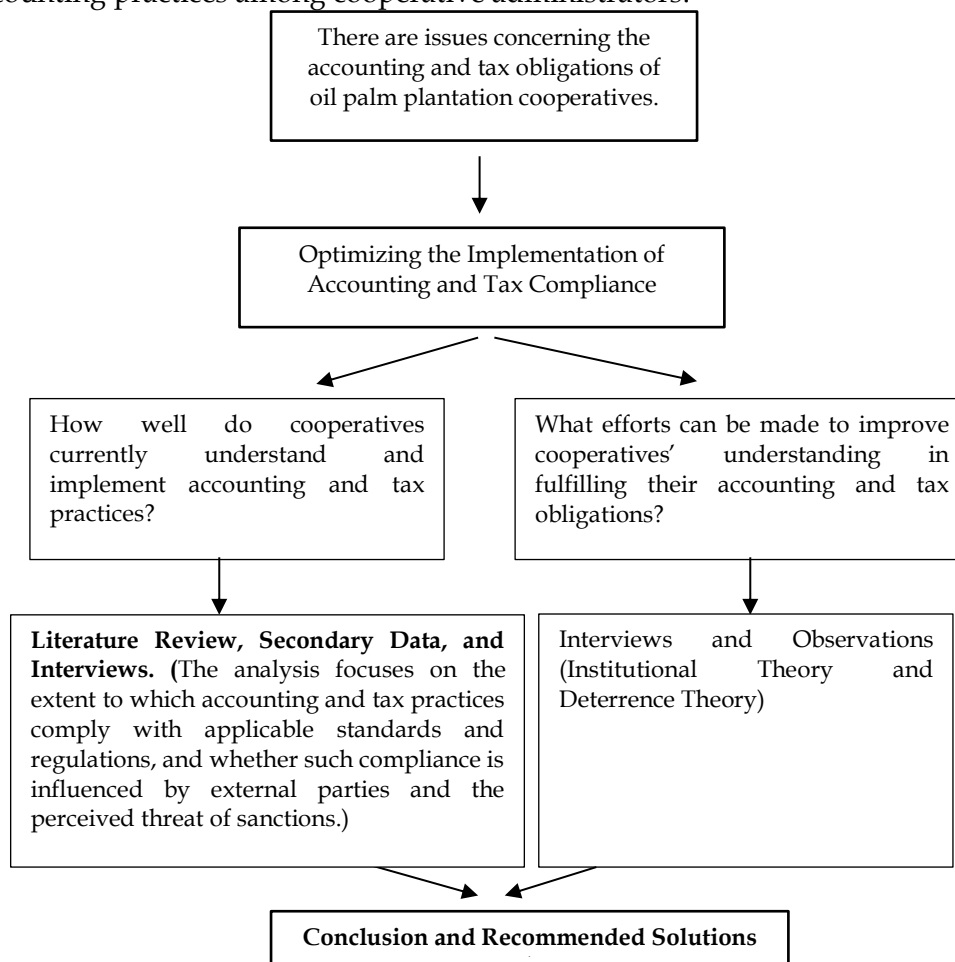 counting practices among cooperative administrators.
There are issues concerning the
accounting and tax obligations of
oil palm plantation cooperatives.
Optimizing the Implementation of
Accounting and Tax Compliance
How well do cooperatives
currently understand and
implement accounting and tax
practices?
What efforts can be made to improve
cooperatives’ understanding in
fulfilling their accounting and tax
obligations?
Literature Review, Secondary Data, and
Interviews. (The analysis focuses on the
extent to which accounting and tax practices
comply with applicable standards and
regulations, and whether such compliance is
influenced by external parties and the
perceived threat of sanctions.)
Interviews and Observations
(Institutional Theory and
Deterrence Theory)
Conclusion and Recommended Solutions